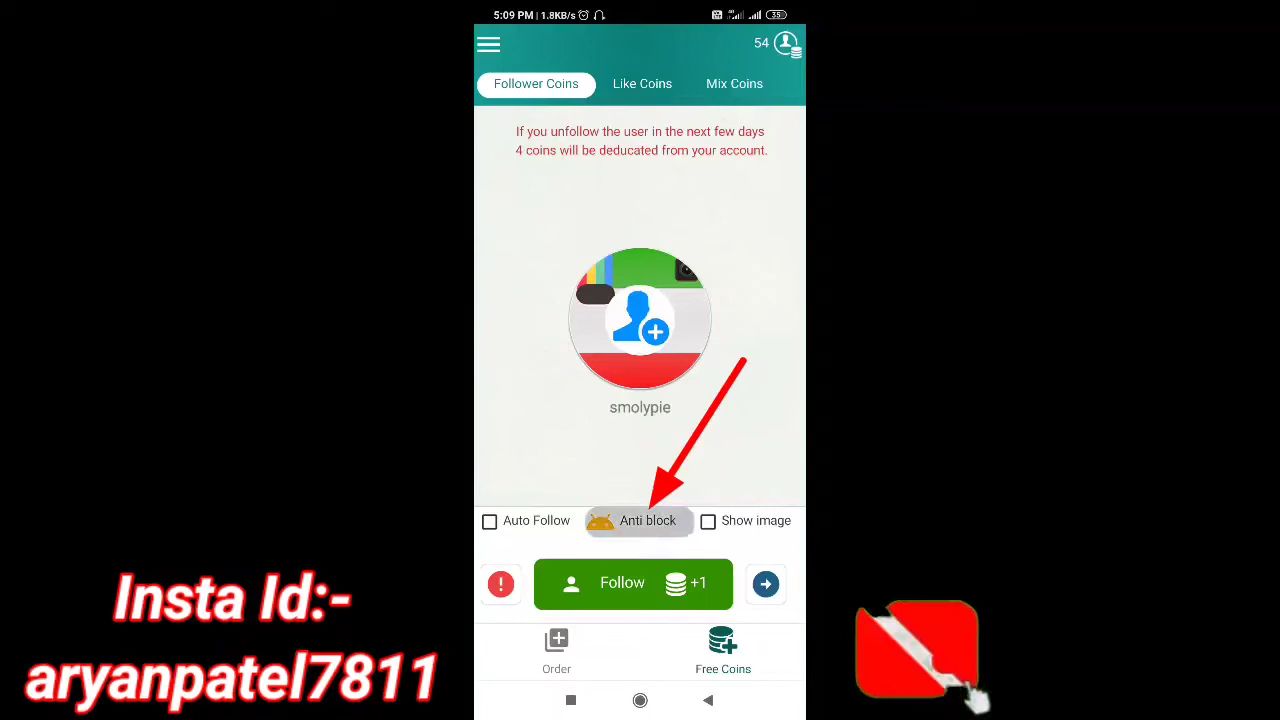 5:09 PM | 1.8KB/s
35
54
Follower Coins
Like Coins
Mix Coins
If you unfollow the user in the next few days
4 coins will be deducated from your account.
smolypie
Auto Follow
Anti block
Show image
Follow +1
Order
Free Coins
Insta Id:-
aryanpatel7811